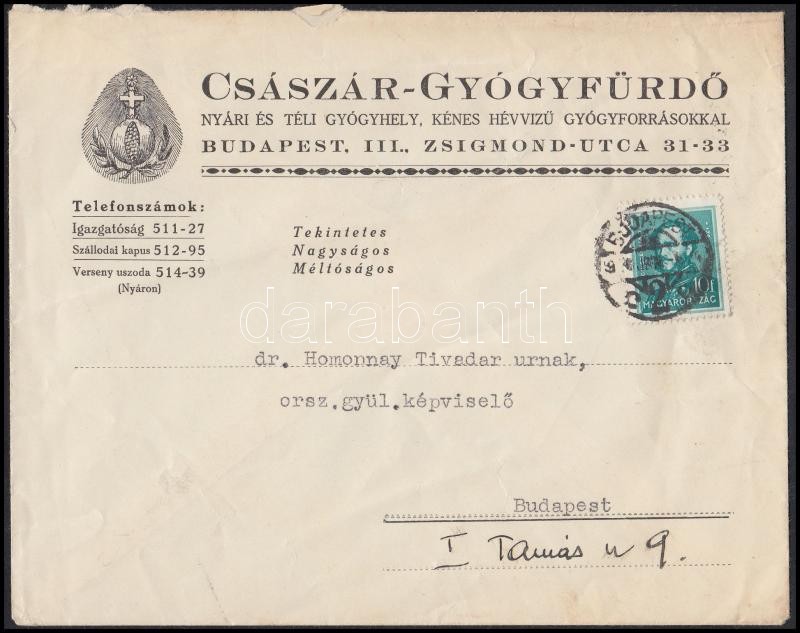 CSÁSZÁR-GYÓGYFÜRDŐ
NYÁRI ÉS TÉLI GYÓGYHELY, KÉNES HÉVVIZŰ GYÓGYFORRÁSOKKAL
BUDAPEST, III., ZSIGMOND-UTCA 31-33
Telefonszámok:
Igazgatóság 511-27
Szállodai kapus 512-95
Verseny uszoda 514-39
(Nyáron)
Tekintetes
Nagyságos
Méltóságos
BUDAPEST
10f
MAGYARORSZÁG
darabanth
dr. Homonnay Tivadar urnak,
orsz.gyül.képviselő
Budapest
I Tamás u 9.